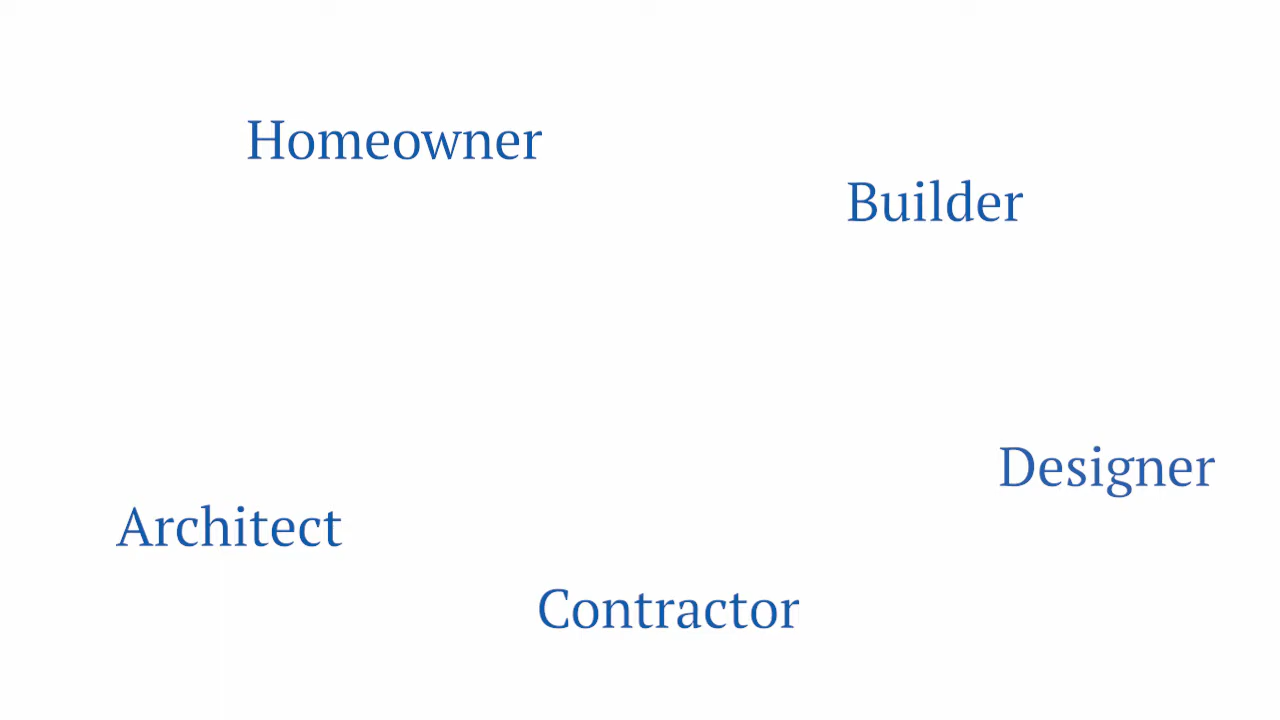 Homeowner
Builder
Designer
Architect
Contractor